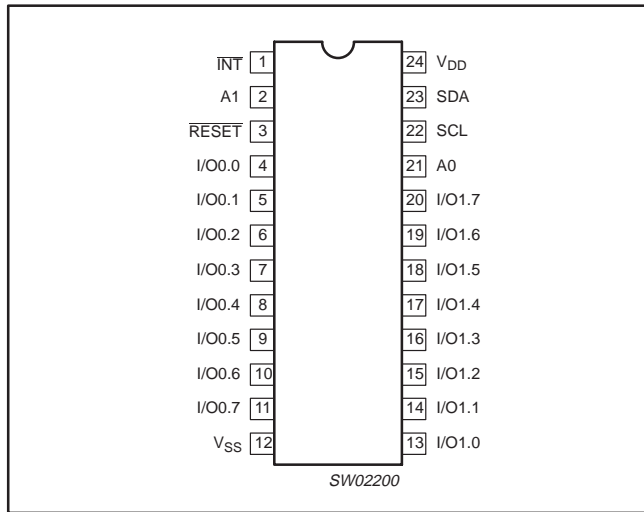 INT 1 24 VDD
A1 2 23 SDA
RESET 3 22 SCL
I/O0.0 4 21 A0
I/O0.1 5 20 I/O1.7
I/O0.2 6 19 I/O1.6
I/O0.3 7 18 I/O1.5
I/O0.4 8 17 I/O1.4
I/O0.5 9 16 I/O1.3
I/O0.6 10 15 I/O1.2
I/O0.7 11 14 I/O1.1
VSS 12 13 I/O1.0
SW02200